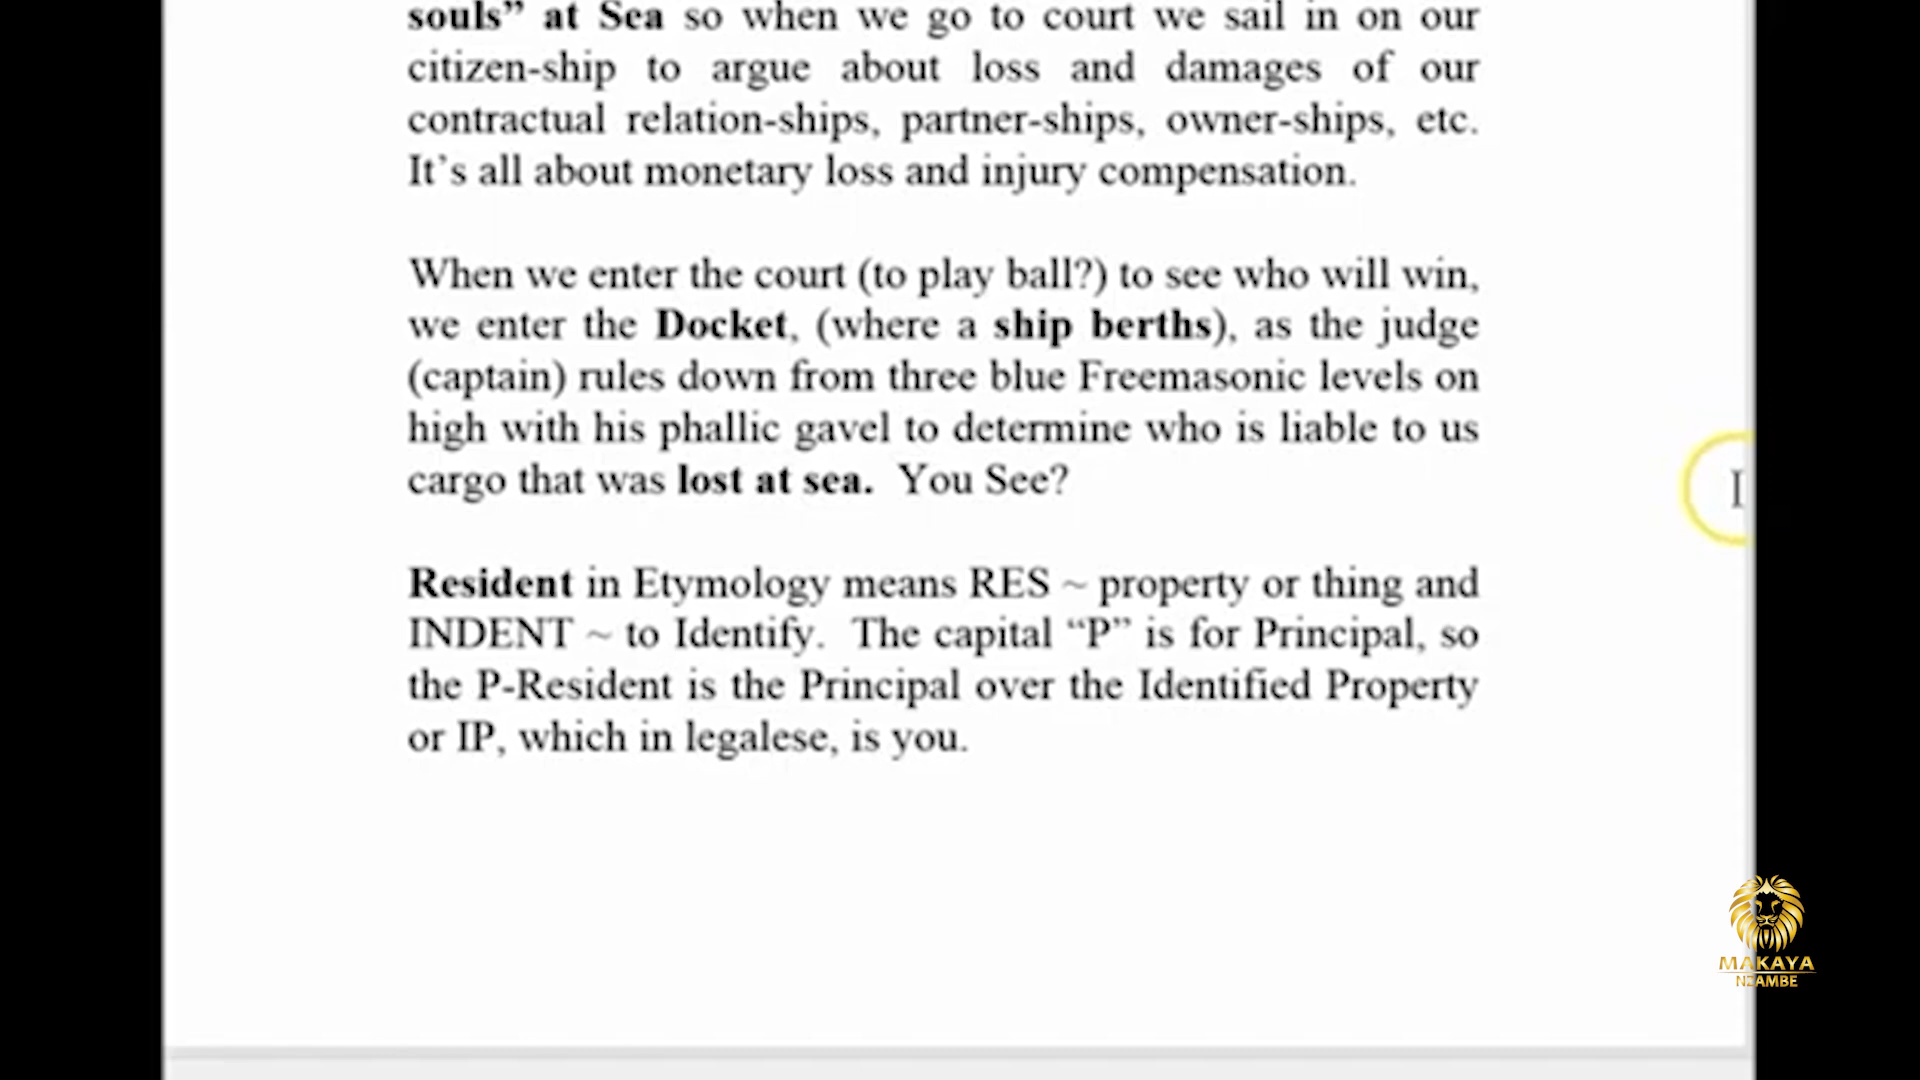 souls” at Sea so when we go to court we sail in on our
citizen-ship to argue about loss and damages of our
contractual relation-ships, partner-ships, owner-ships, etc.
It’s all about monetary loss and injury compensation.
When we enter the court (to play ball?) to see who will win,
we enter the Docket, (where a ship berths), as the judge
(captain) rules down from three blue Freemasonic levels on
high with his phallic gavel to determine who is liable to us
cargo that was lost at sea. You See?
Resident in Etymology means RES ~ property or thing and
INDENT ~ to Identify. The capital “P” is for Principal, so
the P-Resident is the Principal over the Identified Property
or IP, which in legalese, is you.
MAKAYA
NZAMBE